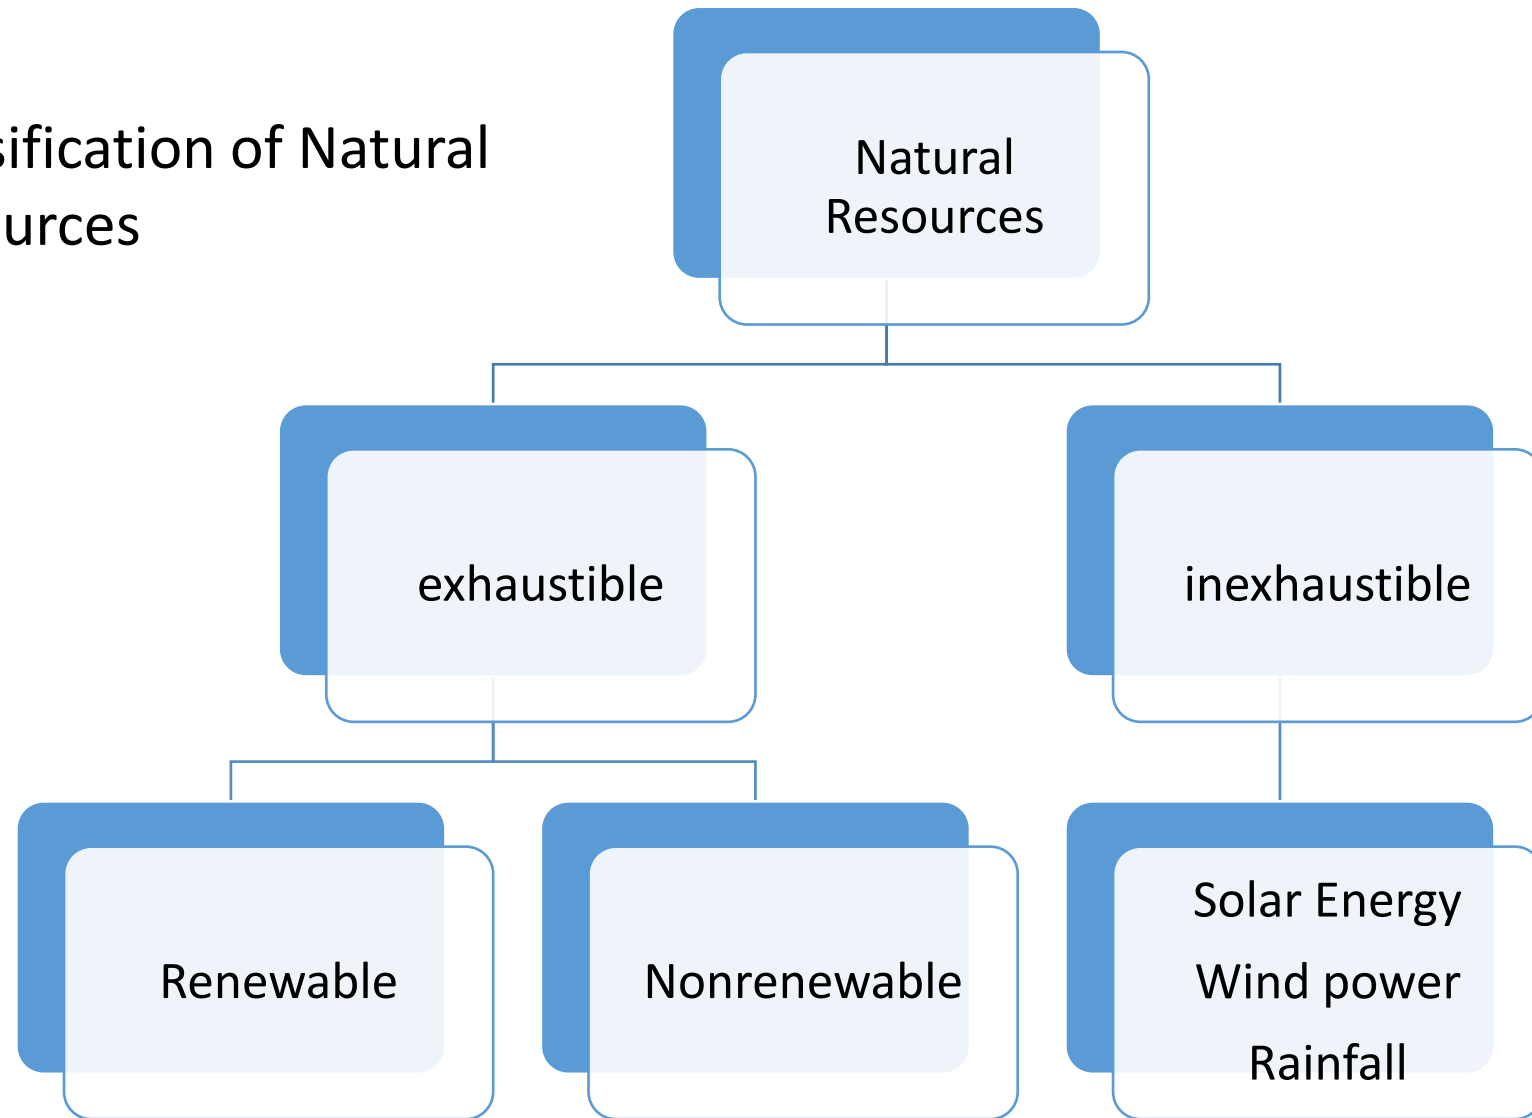 sification of Natural
urces
Natural
Resources
exhaustible
inexhaustible
Renewable
Nonrenewable
Solar Energy
Wind power
Rainfall